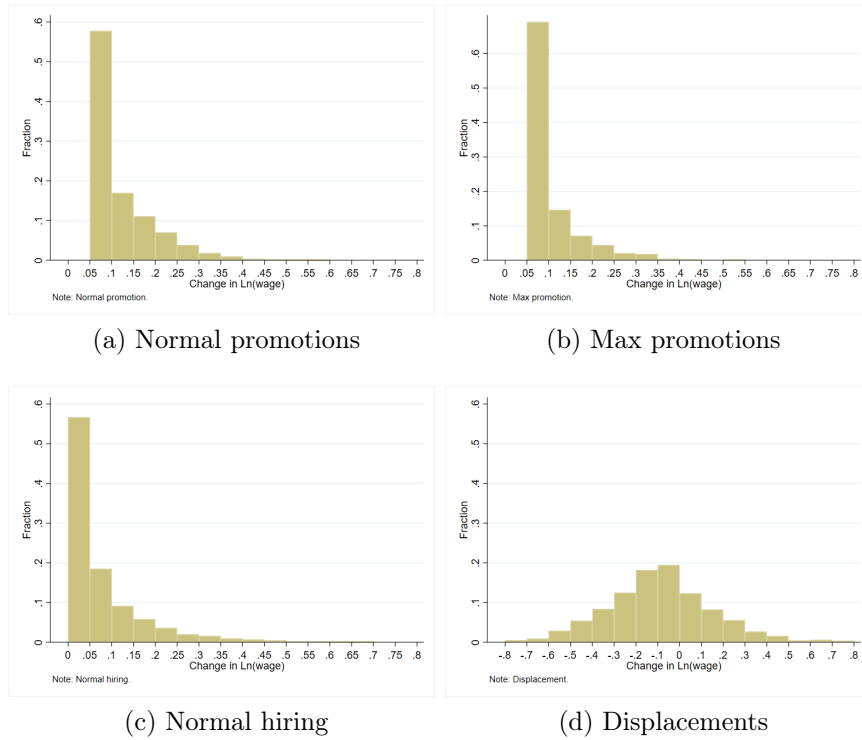 Fraction
0 .1 .2 .3 .4 .5 .6
0 .05 .1 .15 .2 .25 .3 .35 .4 .45 .5 .55 .6 .65 .7 .75 .8
Change in Ln(wage)
Note: Normal promotion.
(a) Normal promotions
Fraction
0 .1 .2 .3 .4 .5 .6
0 .05 .1 .15 .2 .25 .3 .35 .4 .45 .5 .55 .6 .65 .7 .75 .8
Change in Ln(wage)
Note: Max promotion.
(b) Max promotions
Fraction
0 .1 .2 .3 .4 .5 .6
0 .05 .1 .15 .2 .25 .3 .35 .4 .45 .5 .55 .6 .65 .7 .75 .8
Change in Ln(wage)
Note: Normal hiring.
(c) Normal hiring
Fraction
0 .1 .2 .3 .4 .5 .6
-.8 -.7 -.6 -.5 -.4 -.3 -.2 -.1 0 .1 .2 .3 .4 .5 .6 .7 .8
Change in Ln(wage)
Note: Displacement.
(d) Displacements